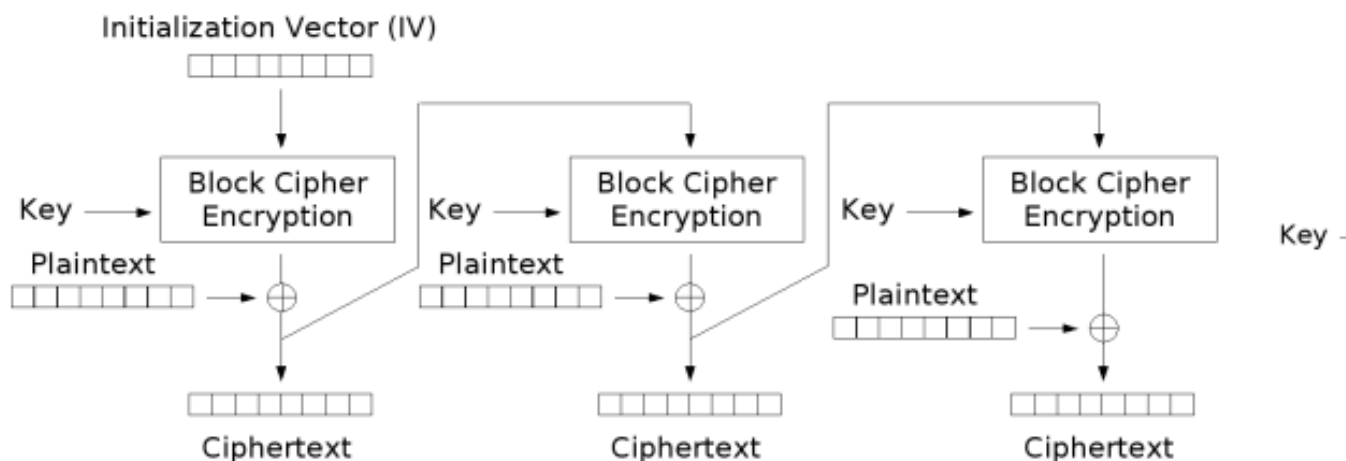 Initialization Vector (IV)
Block Cipher
Encryption
Key
Plaintext
Ciphertext
Block Cipher
Encryption
Key
Plaintext
Ciphertext
Block Cipher
Encryption
Key
Plaintext
Ciphertext
Key